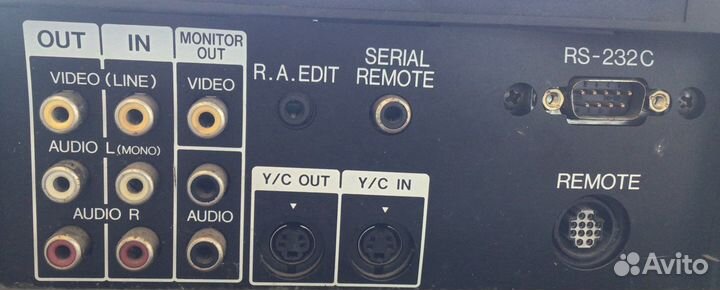 OUT IN MONITOR OUT
VIDEO (LINE) VIDEO
R.A.EDIT
SERIAL
REMOTE
RS-232C
AUDIO L (MONO)
Y/C OUT Y/C IN
REMOTE
AUDIO R AUDIO
Avito